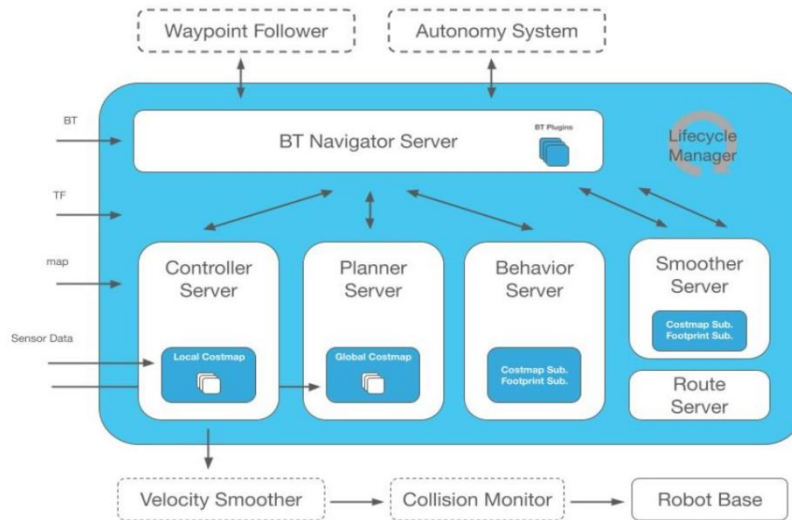 Waypoint Follower
Autonomy System
BT
BT Navigator Server
BT Plugins
Lifecycle
Manager
TF
map
Sensor Data
Controller
Server
Local Costmap
Planner
Server
Global Costmap
Behavior
Server
Costmap Sub.
Footprint Sub.
Smoother
Server
Costmap Sub.
Footprint Sub.
Route
Server
Velocity Smoother
Collision Monitor
Robot Base